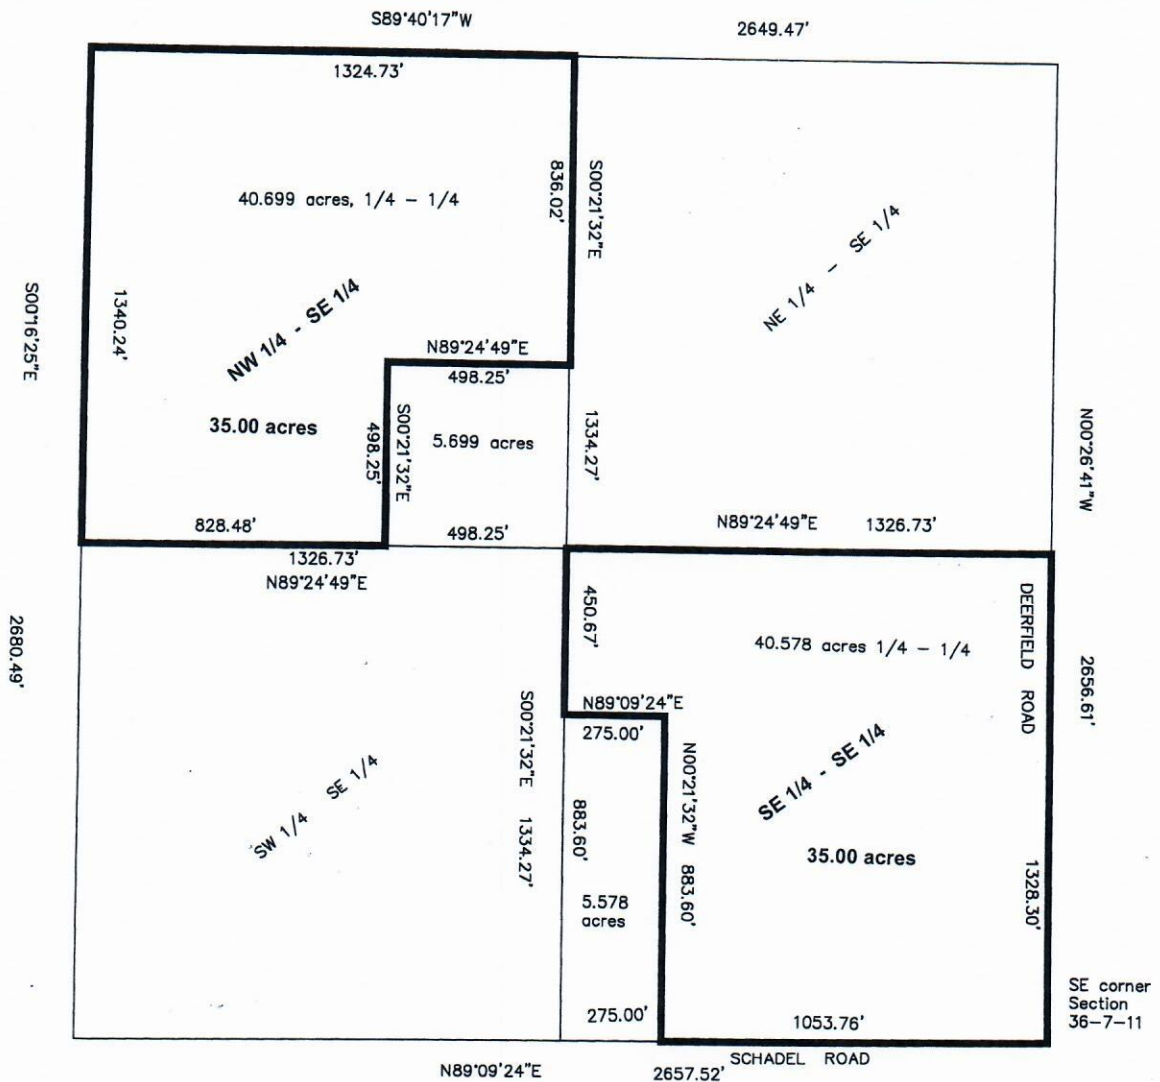 S89°40'17"W
2649.47'
1324.73'
836.02'
S00°21'32"E
40.699 acres, 1/4 - 1/4
NE 1/4 - SE 1/4
S00°16'25"E
1340.24'
NW 1/4 - SE 1/4
N89°24'49"E
498.25'
35.00 acres
498.25'
S00°21'32"E
5.699 acres
1334.27'
N00°26'41"W
828.48'
498.25'
N89°24'49"E 1326.73'
1326.73'
N89°24'49"E
2680.49'
450.67'
40.578 acres 1/4 - 1/4
DEERFIELD ROAD
2656.61'
N89°09'24"E
275.00'
S00°21'32"E 1334.27'
N00°21'32"W 883.60'
SE 1/4 - SE 1/4
SW 1/4 SE 1/4
883.60'
35.00 acres
1328.30'
5.578
acres
275.00'
1053.76'
SE corner
Section
36-7-11
SCHADEL ROAD
N89°09'24"E
2657.52'